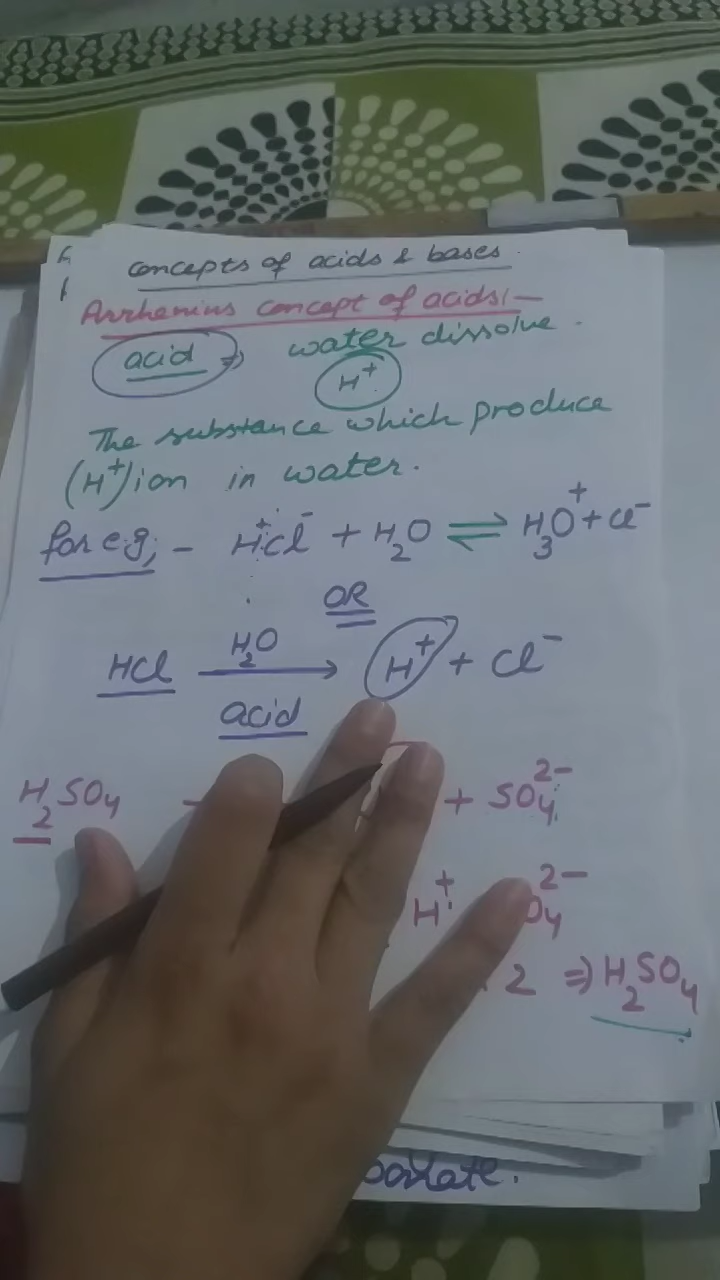 concepts of acids & bases.
Arrhenius concept of acids:-
acid ⇒ water dissolve.
H⁺
The substance which produce
(H⁺) ion in water.
for e.g, - H⁺Cl⁻ + H₂O ⇌ H₃O⁺ + Cl⁻
OR
HCl H₂O → H⁺ + Cl⁻
acid
H₂SO₄ + SO₄²⁻
H⁺ O₄²⁻
2 ⇒ H₂SO₄